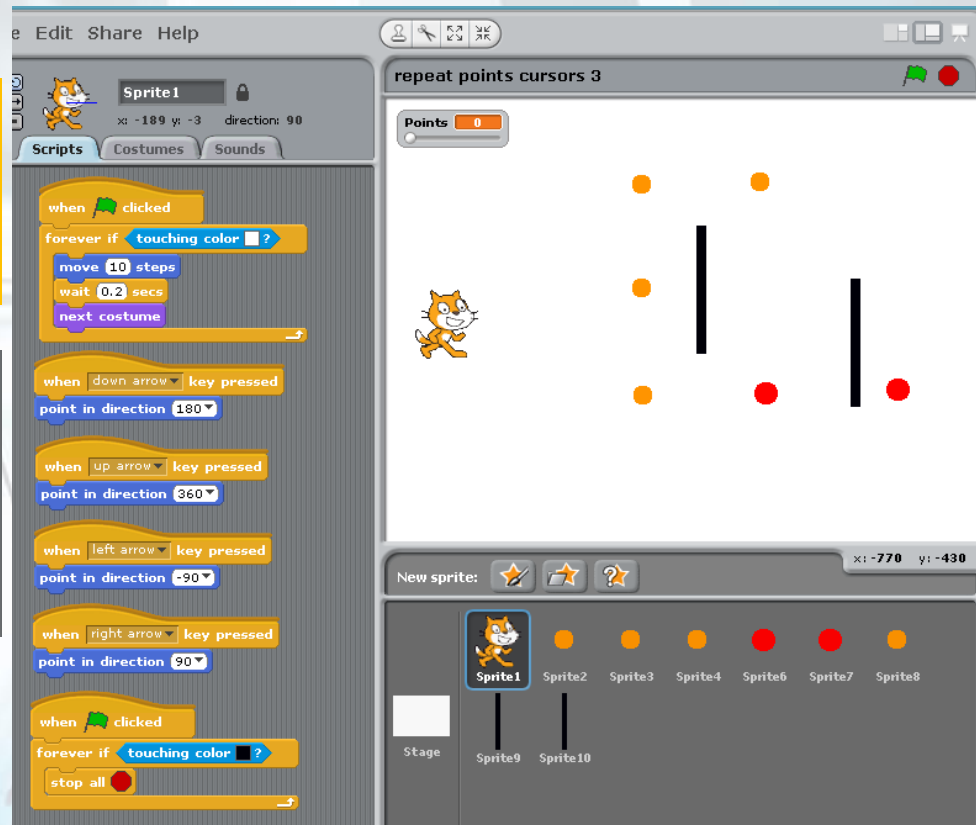 e Edit Share Help
Sprite1
x: -189 y: -3 direction: 90
Scripts Costumes Sounds
when clicked
forever if touching color ?
move 10 steps
wait 0.2 secs
next costume
when down arrow key pressed
point in direction 180
when up arrow key pressed
point in direction 360
when left arrow key pressed
point in direction -90
when right arrow key pressed
point in direction 90
when clicked
forever if touching color ?
stop all
repeat points cursors 3
Points 0
x: -770 y: -430
New sprite:
Sprite1 Sprite2 Sprite3 Sprite4 Sprite6 Sprite7 Sprite8
Stage
Sprite9 Sprite10